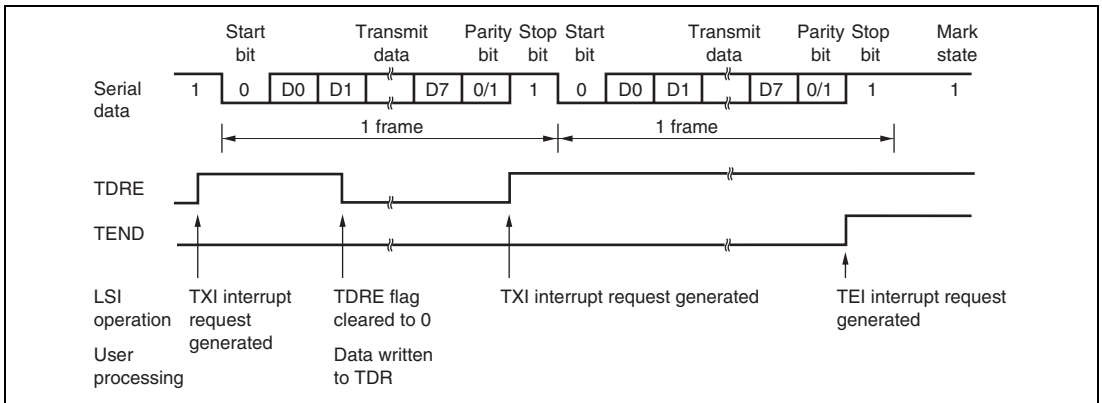 Start bit Transmit data Parity bit Stop bit Start bit Transmit data Parity bit Stop bit Mark state
Serial data 1 0 D0 D1 D7 0/1 1 0 D0 D1 D7 0/1 1 1
1 frame 1 frame
TDRE
TEND
LSI operation TXI interrupt request generated TDRE flag cleared to 0 TXI interrupt request generated TEI interrupt request generated
User processing Data written to TDR